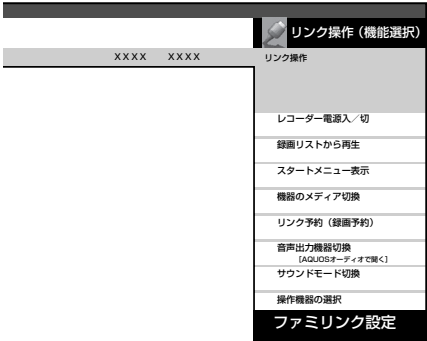 リンク操作（機能選択）
XXXX XXXX
リンク操作
レコーダー電源入／切
録画リストから再生
スタートメニュー表示
機器のメディア切換
リンク予約（録画予約）
音声出力機器切換
[AQUOSオーディオで聞く]
サウンドモード切換
操作機器の選択
ファミリンク設定